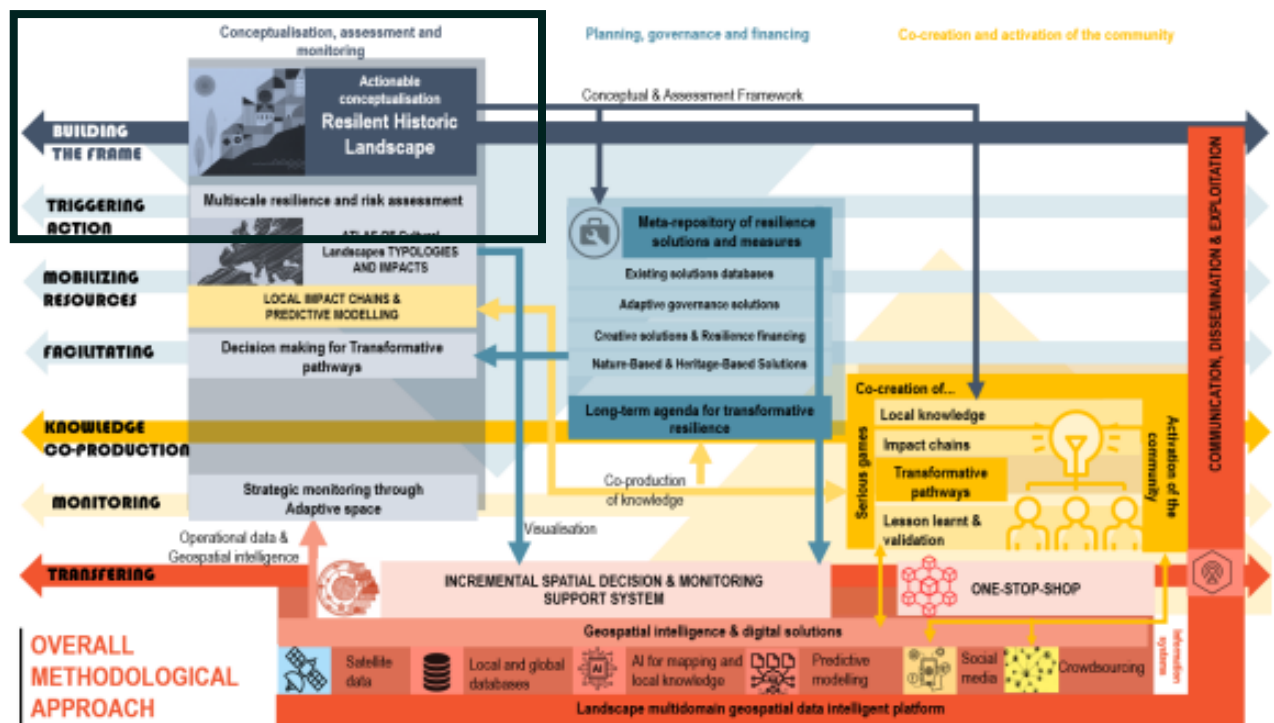 Conceptualisation, assessment and
monitoring
Planning, governance and financing
Co-creation and activation of the community
Actionable
conceptualisation
Resilent Historic
Landscape
Conceptual & Assessment Framework
BUILDING
THE FRAME
TRIGGERING
ACTION
MOBILIZING
RESOURCES
FACILITATING
KNOWLEDGE
CO-PRODUCTION
MONITORING
TRANSFERING
Multiscale resilience and risk assessment
ATLAS OF Cultural
Landscapes TYPOLOGIES
AND IMPACTS
LOCAL IMPACT CHAINS &
PREDICTIVE MODELLING
Decision making for Transformative
pathways
Strategic monitoring through
Adaptive space
Meta-repository of resilience
solutions and measures
Existing solutions databases
Adaptive governance solutions
Creative solutions & Resilience financing
Nature-Based & Heritage-Based Solutions
Long-term agenda for transformative
resilience
Co-production
of knowledge
Visualisation
Operational data &
Geospatial intelligence
Co-creation of...
Serious games
Local knowledge
Impact chains
Transformative
pathways
Lesson learnt &
validation
Activation of the
community
COMMUNICATION, DISSEMINATION & EXPLOITATION
INCREMENTAL SPATIAL DECISION & MONITORING
SUPPORT SYSTEM
ONE-STOP-SHOP
Geospatial intelligence & digital solutions
Satellite
data
Local and global
databases
AI
AI for mapping and
local knowledge
Predictive
modelling
Social
media
Crowdsourcing
Information
systems
Landscape multidomain geospatial data intelligent platform
OVERALL
METHODOLOGICAL
APPROACH